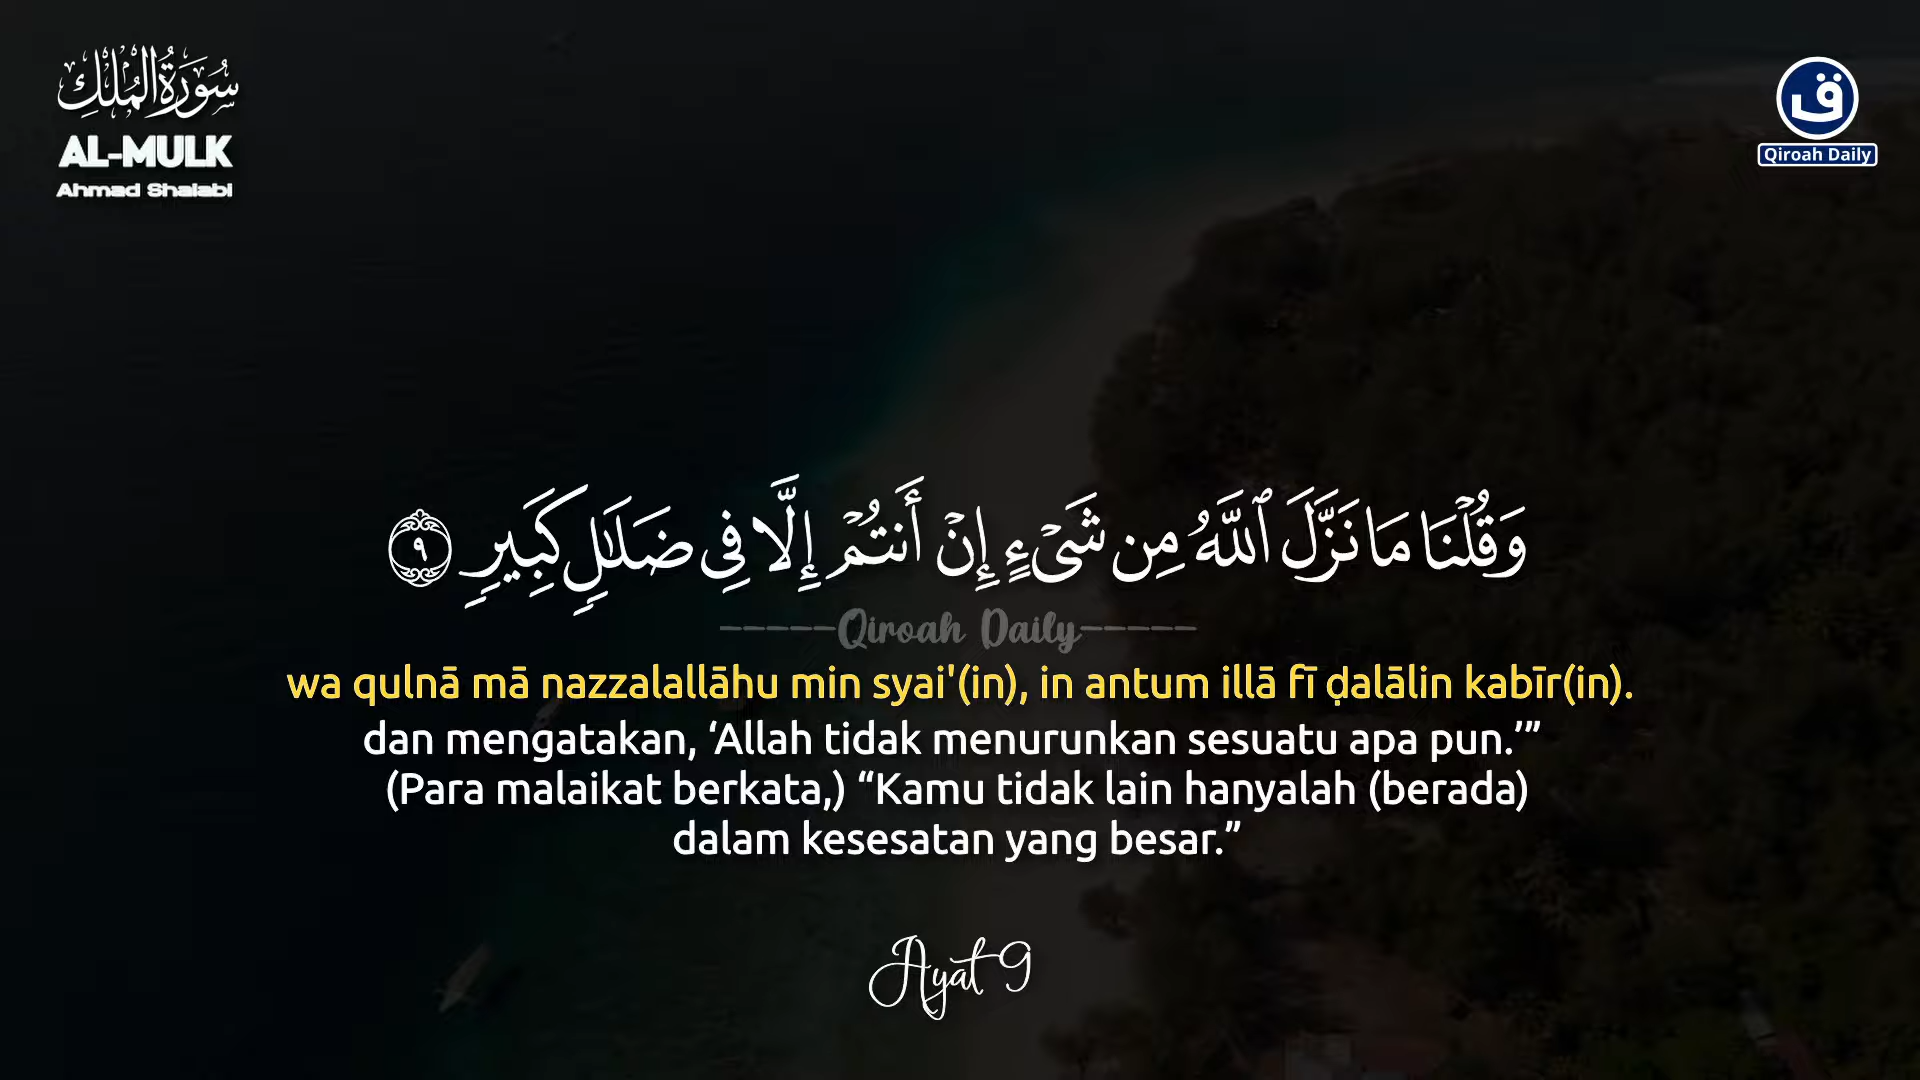 سُورَةُ الْمُلْكِ
AL-MULK
Ahmad Shalabi
ق
Qiroah Daily
وَقُلْنَا مَا نَزَّلَ ٱللَّهُ مِن شَىْءٍ إِنْ أَنتُمْ إِلَّا فِى ضَلَـٰلٍ كَبِيرٍ ٩
-----Qiroah Daily-----
wa qulnā mā nazzalallāhu min syai'(in), in antum illā fī ḍalālin kabīr(in).
dan mengatakan, ‘Allah tidak menurunkan sesuatu apa pun.’”
(Para malaikat berkata,) “Kamu tidak lain hanyalah (berada)
dalam kesesatan yang besar.”
Ayat 9